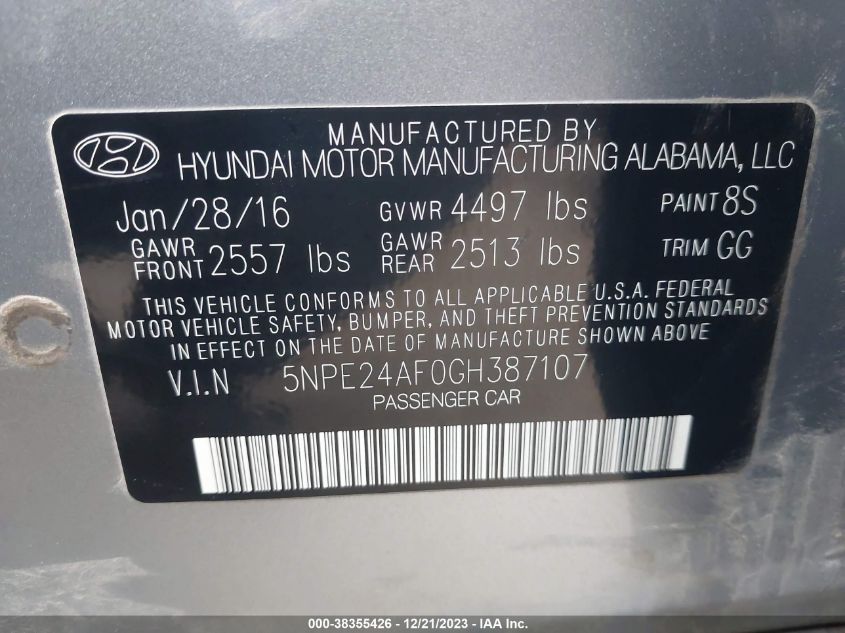 MANUFACTURED BY
HYUNDAI MOTOR MANUFACTURING ALABAMA, LLC
Jan/28/16 GVWR 4497 lbs PAINT 8S
GAWR FRONT 2557 lbs GAWR REAR 2513 lbs TRIM GG
THIS VEHICLE CONFORMS TO ALL APPLICABLE U.S.A. FEDERAL
MOTOR VEHICLE SAFETY, BUMPER, AND THEFT PREVENTION STANDARDS
IN EFFECT ON THE DATE OF MANUFACTURE SHOWN ABOVE
V.I.N 5NPE24AF0GH387107
PASSENGER CAR
000-38355426 - 12/21/2023 - IAA Inc.